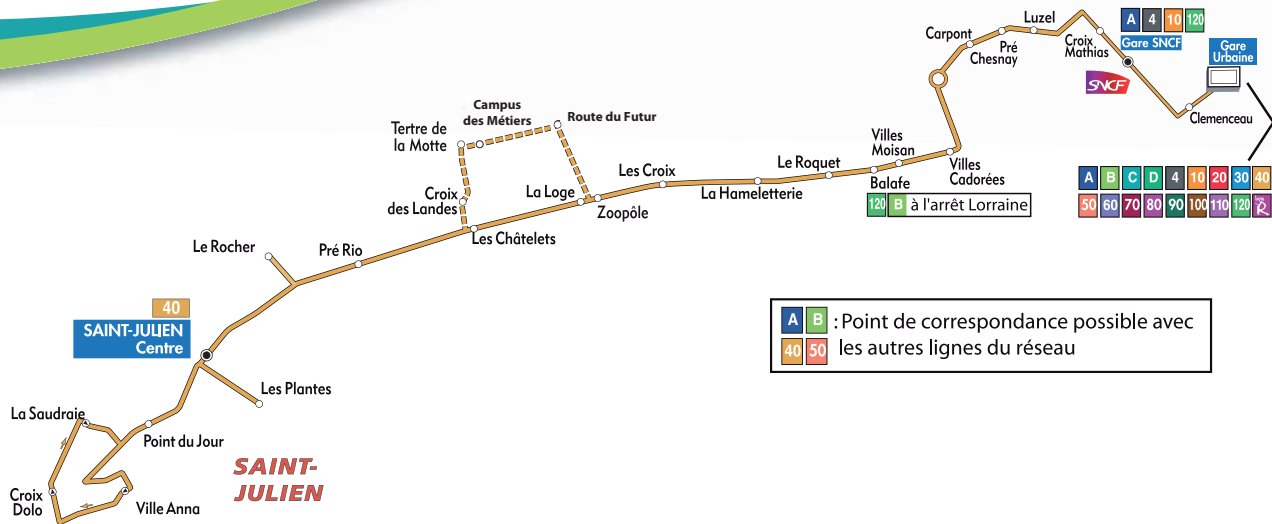 A 4 10 120
Gare SNCF
Gare
Urbaine
SNCF
Luzel
Carpont
Pré
Chesnay
Croix
Mathias
Clemenceau
Campus
des Métiers
Route du Futur
Tertre de
la Motte
Villes
Moisan
Villes
Cadorées
Le Roquet
Les Croix
La Hameletterie
Balafe
120 B à l'arrêt Lorraine
A B C D 4 10 20 30 40
50 60 70 80 90 100 110 120
Croix
des Landes
La Loge
Zoopôle
Les Châtelets
Le Rocher
Pré Rio
40
SAINT-JULIEN
Centre
A B : Point de correspondance possible avec
40 50 les autres lignes du réseau
Les Plantes
La Saudraie
Point du Jour
SAINT-
JULIEN
Croix
Dolo
Ville Anna